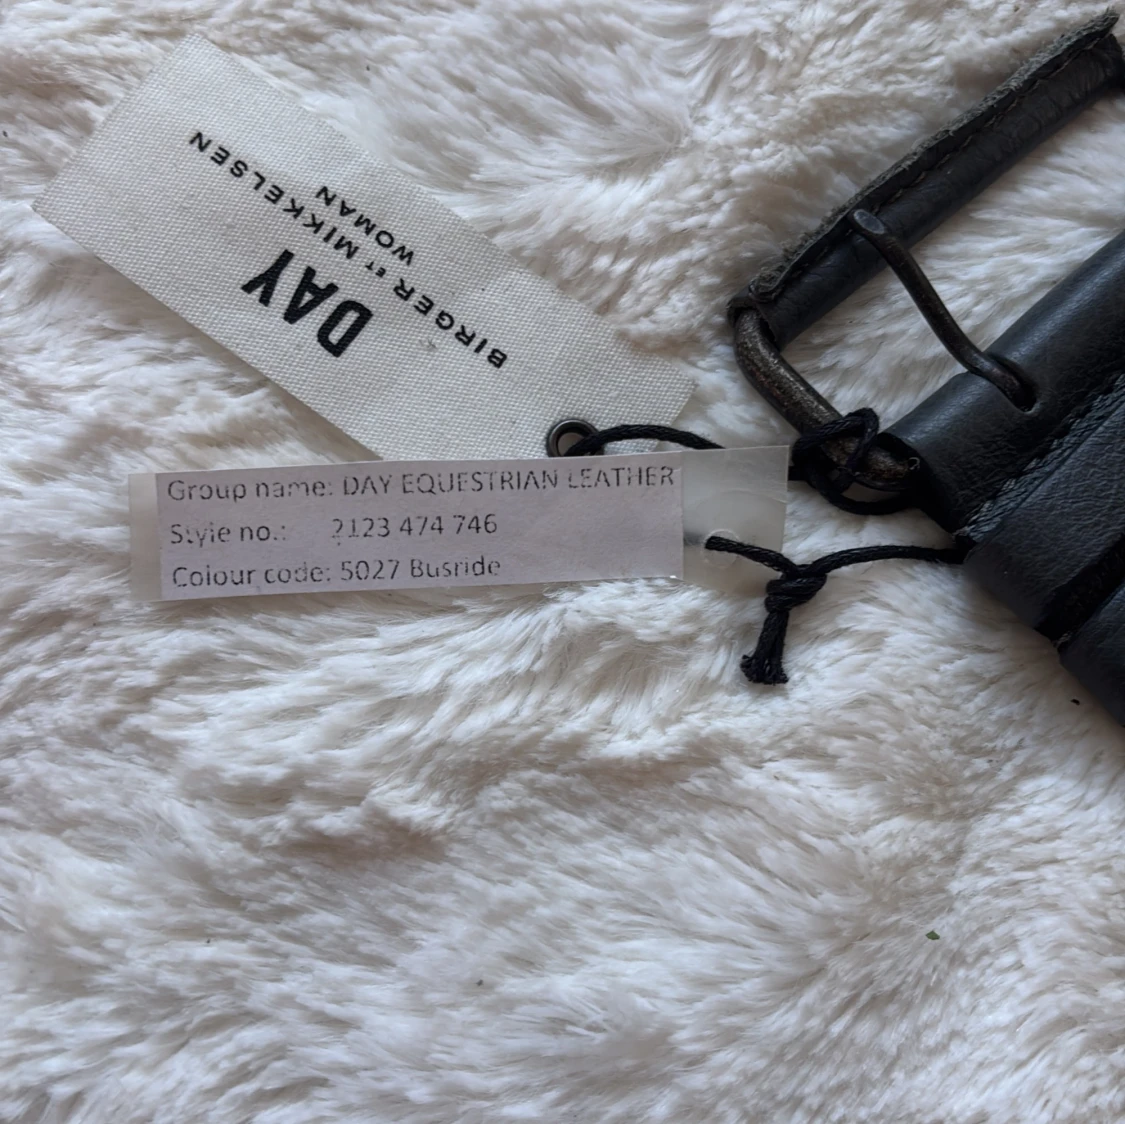 DAY
BIRGER ET MIKKELSEN
WOMAN
Group name: DAY EQUESTRIAN LEATHER
Style no.: 2123 474 746
Colour code: 5027 Busride